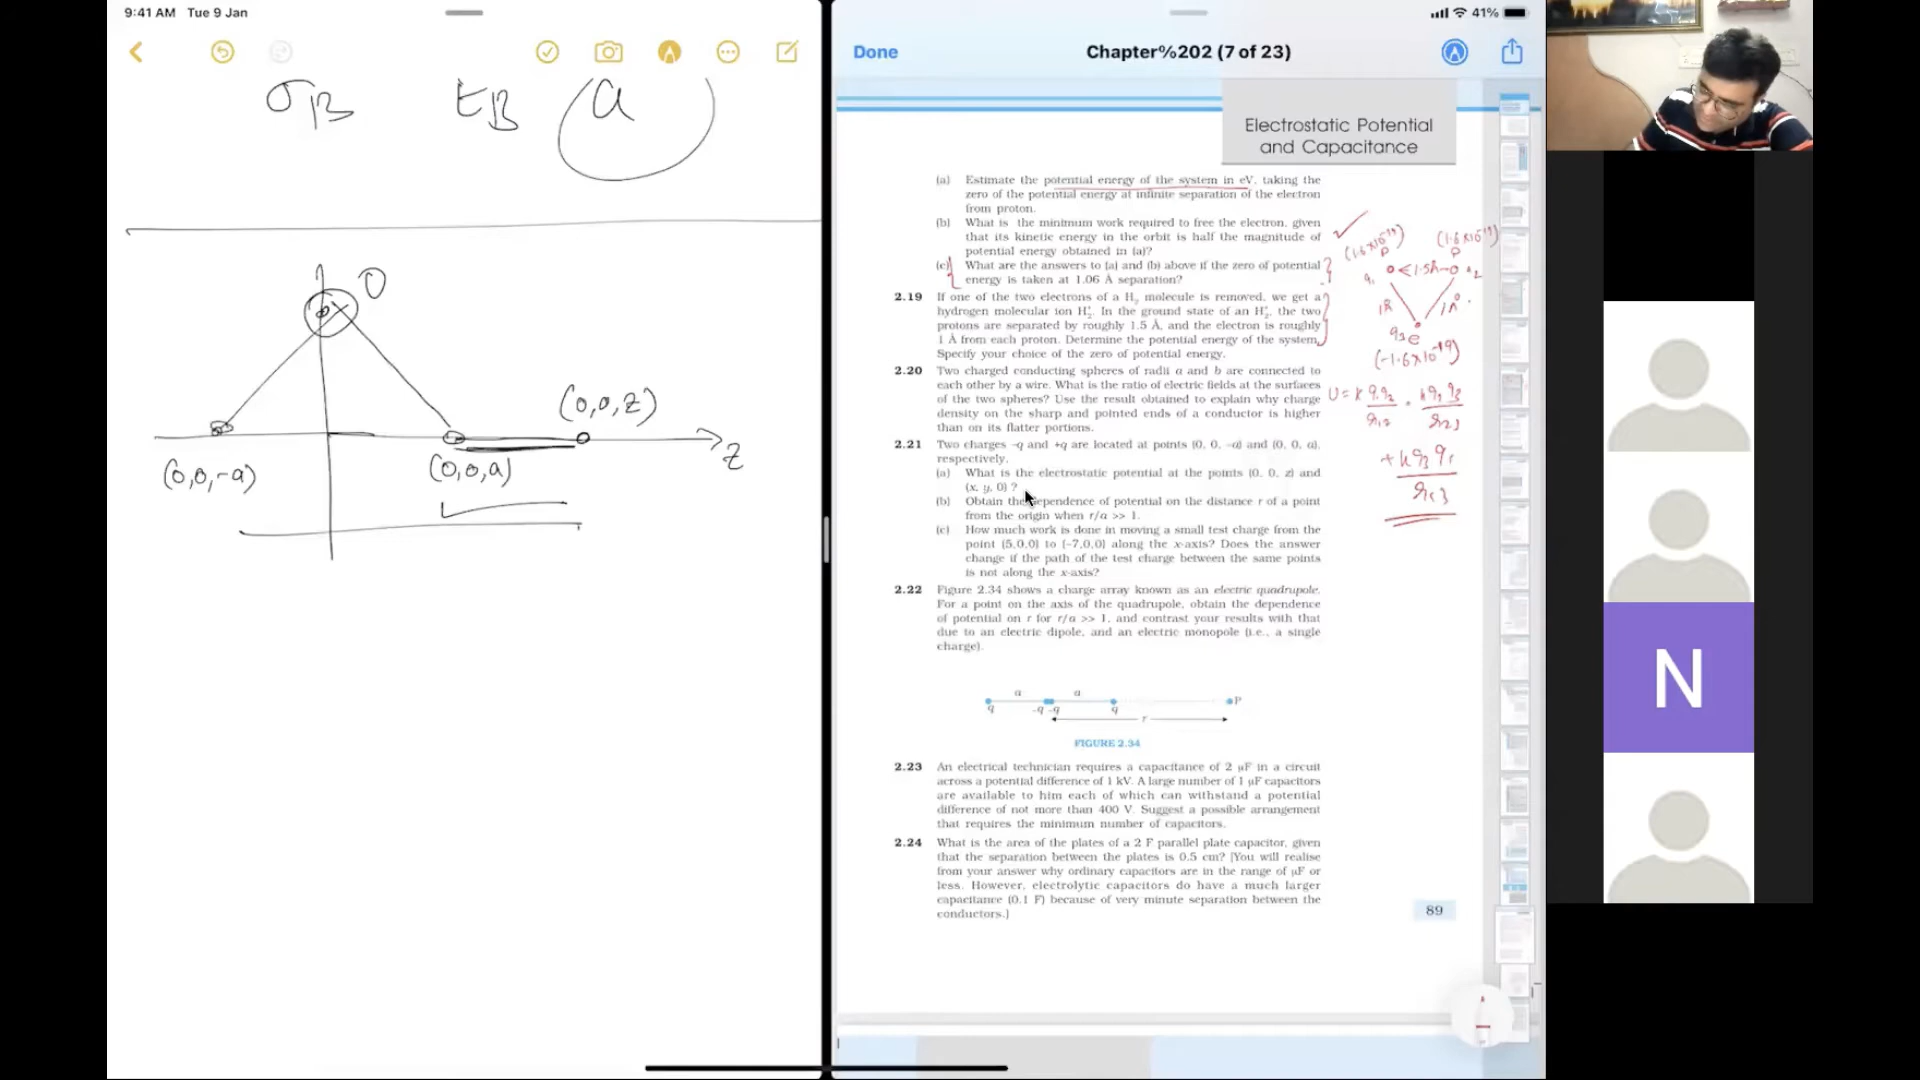 9:41 AM Tue 9 Jan
41%
Done
Chapter%202 (7 of 23)
σB EB a
O
(0,0,z)
(0,0,-a)
(0,0,a)
z
Electrostatic Potential
and Capacitance
(a) Estimate the potential energy of the system in eV, taking the
zero of the potential energy at infinite separation of the electron
from proton.
(b) What is the minimum work required to free the electron, given
that its kinetic energy in the orbit is half the magnitude of
potential energy obtained in (a)?
(c) What are the answers to (a) and (b) above if the zero of potential
energy is taken at 1.06 Å separation?
2.19 If one of the two electrons of a H2 molecule is removed, we get a
hydrogen molecular ion H2+. In the ground state of an H2+, the two
protons are separated by roughly 1.5 Å, and the electron is roughly
1 Å from each proton. Determine the potential energy of the system.
Specify your choice of the zero of potential energy.
2.20 Two charged conducting spheres of radii a and b are connected to
each other by a wire. What is the ratio of electric fields at the surfaces
of the two spheres? Use the result obtained to explain why charge
density on the sharp and pointed ends of a conductor is higher
than on its flatter portions.
2.21 Two charges –q and +q are located at points (0, 0, –a) and (0, 0, a),
respectively.
(a) What is the electrostatic potential at the points (0, 0, z) and
(x, y, 0) ?
(b) Obtain the dependence of potential on the distance r of a point
from the origin when r/a >> 1.
(c) How much work is done in moving a small test charge from the
point (5,0,0) to (–7,0,0) along the x-axis? Does the answer
change if the path of the test charge between the same points
is not along the x-axis?
2.22 Figure 2.34 shows a charge array known as an electric quadrupole.
For a point on the axis of the quadrupole, obtain the dependence
of potential on r for r/a >> 1, and contrast your results with that
due to an electric dipole, and an electric monopole (i.e., a single
charge).
a a
P
q -q -q q
r
FIGURE 2.34
2.23 An electrical technician requires a capacitance of 2 µF in a circuit
across a potential difference of 1 kV. A large number of 1 µF capacitors
are available to him each of which can withstand a potential
difference of not more than 400 V. Suggest a possible arrangement
that requires the minimum number of capacitors.
2.24 What is the area of the plates of a 2 F parallel plate capacitor, given
that the separation between the plates is 0.5 cm? [You will realise
from your answer why ordinary capacitors are in the range of µF or
less. However, electrolytic capacitors do have a much larger
capacitance (0.1 F) because of very minute separation between the
conductors.]
89
(1.6×10⁻¹⁹) (1.6×10⁻¹⁹)
P P
(-1.6×10⁻¹⁹)
N